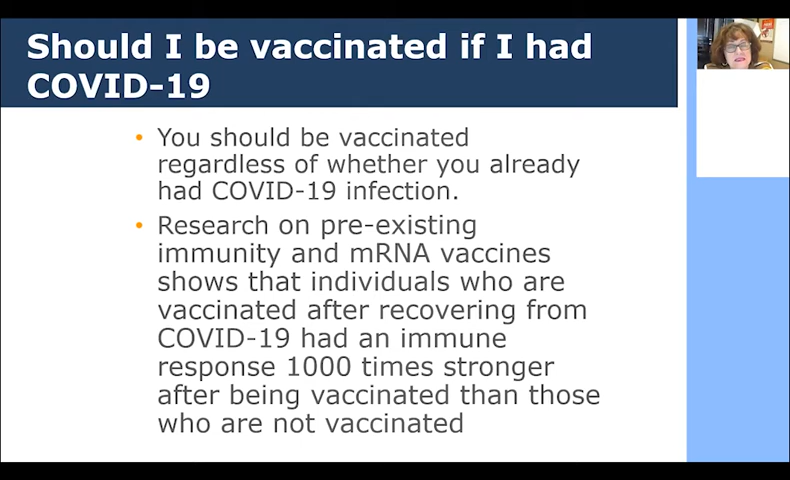 Should I be vaccinated if I had
COVID-19
• You should be vaccinated
regardless of whether you already
had COVID-19 infection.
• Research on pre-existing
immunity and mRNA vaccines
shows that individuals who are
vaccinated after recovering from
COVID-19 had an immune
response 1000 times stronger
after being vaccinated than those
who are not vaccinated